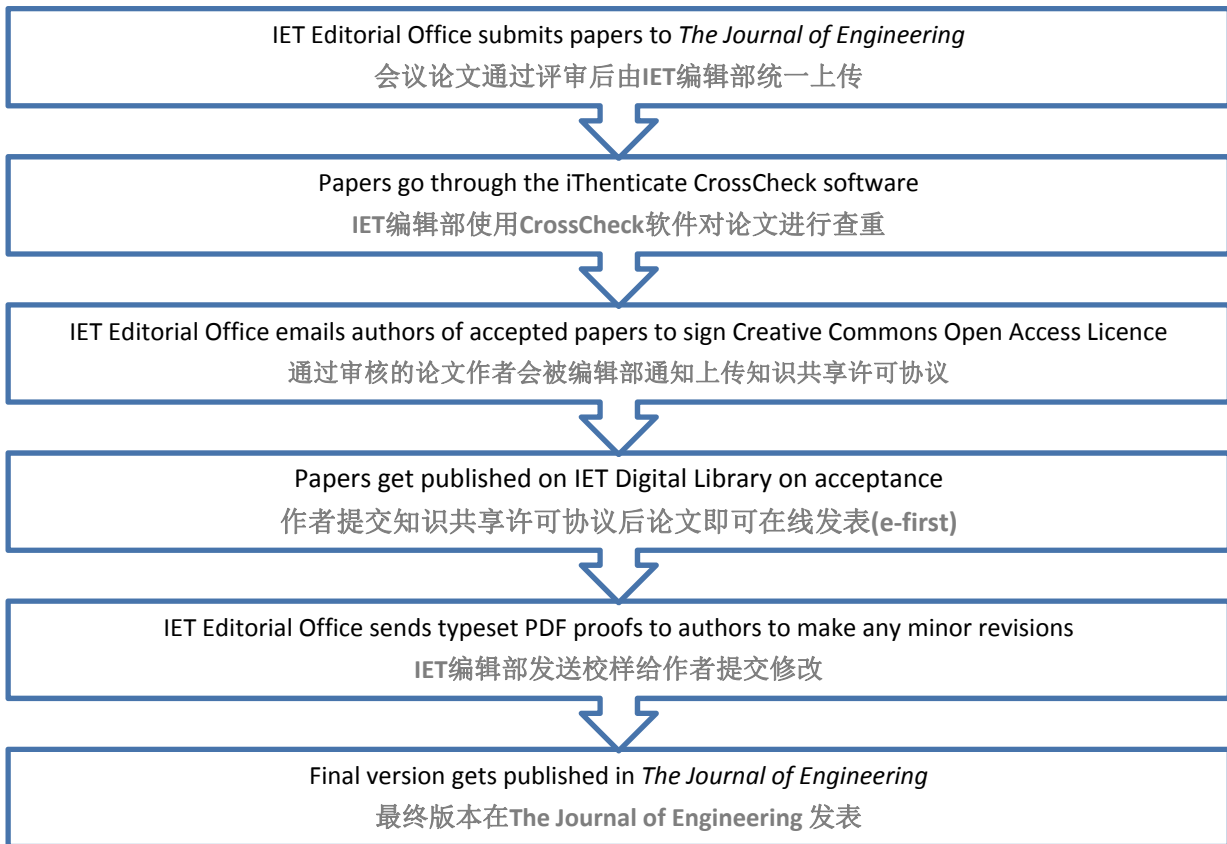 IET Editorial Office submits papers to The Journal of Engineering
会议论文通过评审后由IET编辑部统一上传
Papers go through the iThenticate CrossCheck software
IET编辑部使用CrossCheck软件对论文进行查重
IET Editorial Office emails authors of accepted papers to sign Creative Commons Open Access Licence
通过审核的论文作者会被编辑部通知上传知识共享许可协议
Papers get published on IET Digital Library on acceptance
作者提交知识共享许可协议后论文即可在线发表(e-first)
IET Editorial Office sends typeset PDF proofs to authors to make any minor revisions
IET编辑部发送校样给作者提交修改
Final version gets published in The Journal of Engineering
最终版本在The Journal of Engineering 发表